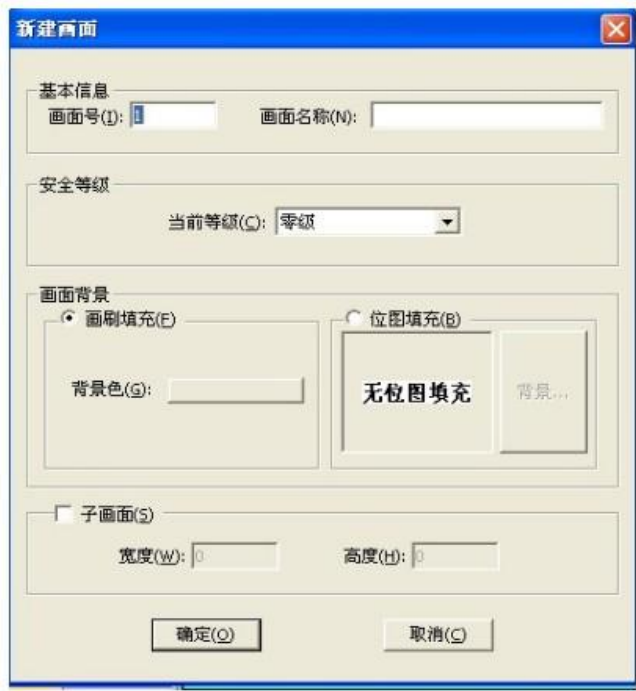 新建画面
基本信息
画面号(I): 1 画面名称(N):
安全等级
当前等级(C): 零级
画面背景
画刷填充(F) 位图填充(B)
背景色(G): 无位图填充 背景...
子画面(S)
宽度(W): 0 高度(H): 0
确定(O) 取消(C)